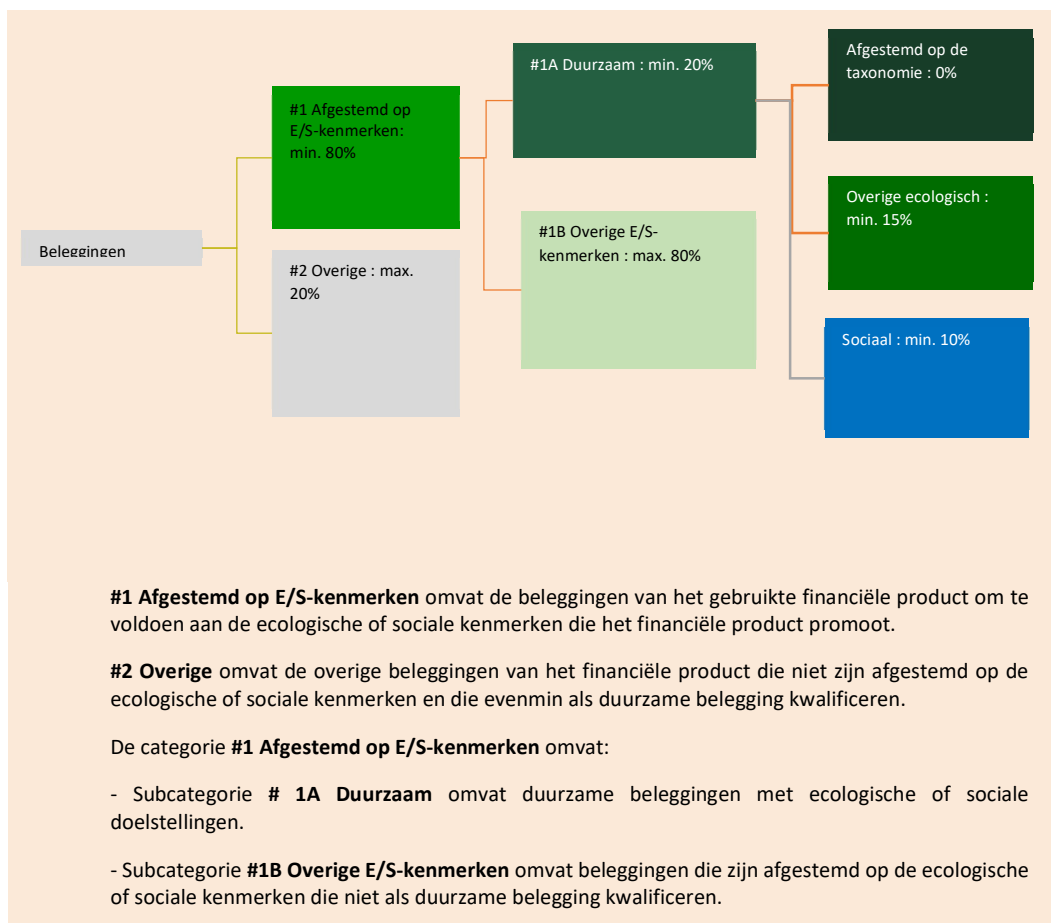 Beleggingen
#1 Afgestemd op
E/S-kenmerken:
min. 80%
#2 Overige : max.
20%
#1A Duurzaam : min. 20%
#1B Overige E/S-
kenmerken : max. 80%
Afgestemd op de
taxonomie : 0%
Overige ecologisch :
min. 15%
Sociaal : min. 10%
#1 Afgestemd op E/S-kenmerken omvat de beleggingen van het gebruikte financiële product om te
voldoen aan de ecologische of sociale kenmerken die het financiële product promoot.
#2 Overige omvat de overige beleggingen van het financiële product die niet zijn afgestemd op de
ecologische of sociale kenmerken en die evenmin als duurzame belegging kwalificeren.
De categorie #1 Afgestemd op E/S-kenmerken omvat:
- Subcategorie # 1A Duurzaam omvat duurzame beleggingen met ecologische of sociale
doelstellingen.
- Subcategorie #1B Overige E/S-kenmerken omvat beleggingen die zijn afgestemd op de ecologische
of sociale kenmerken die niet als duurzame belegging kwalificeren.